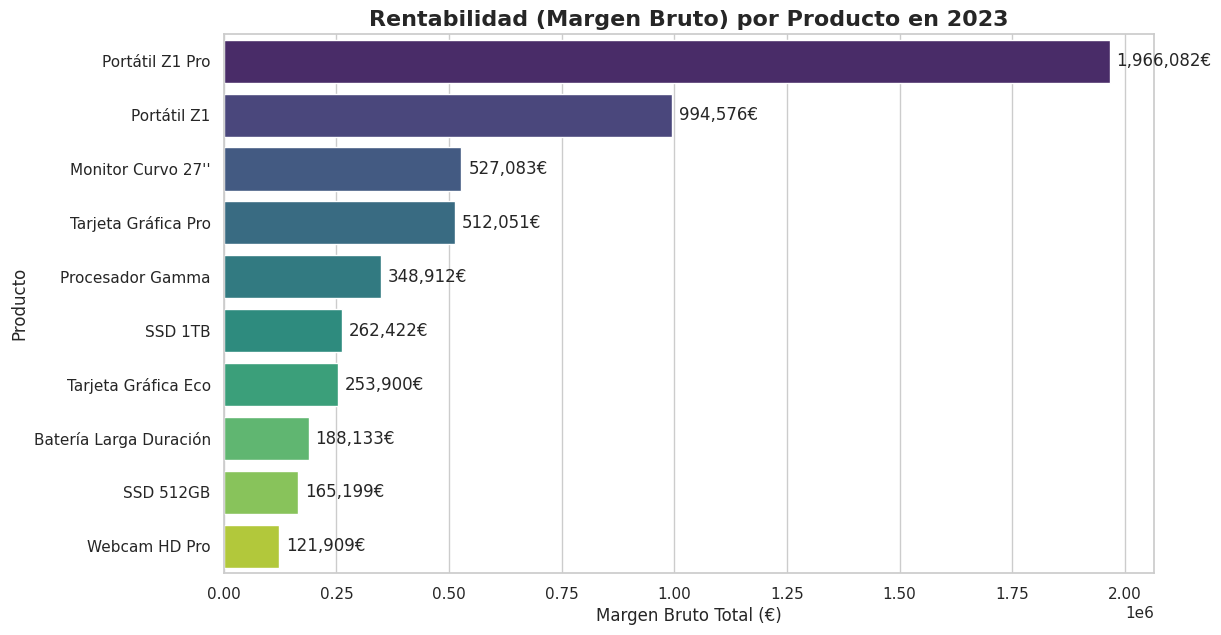 Rentabilidad (Margen Bruto) por Producto en 2023
Producto
Portátil Z1 Pro
1,966,082€
Portátil Z1
994,576€
Monitor Curvo 27''
527,083€
Tarjeta Gráfica Pro
512,051€
Procesador Gamma
348,912€
SSD 1TB
262,422€
Tarjeta Gráfica Eco
253,900€
Batería Larga Duración
188,133€
SSD 512GB
165,199€
Webcam HD Pro
121,909€
0.00 0.25 0.50 0.75 1.00 1.25 1.50 1.75 2.00
1e6
Margen Bruto Total (€)